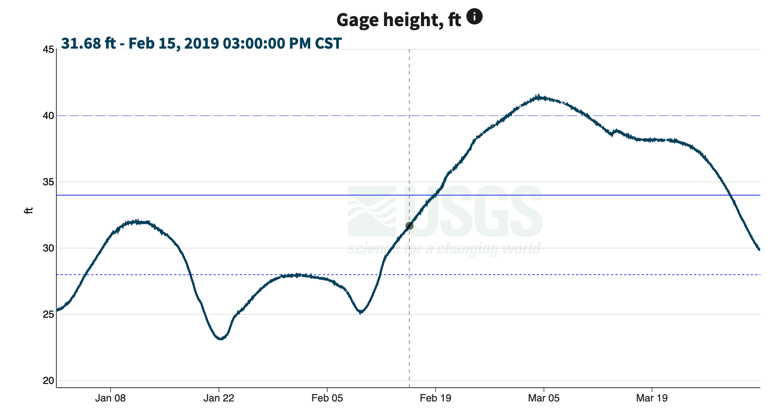 Gage height, ft i
31.68 ft - Feb 15, 2019 03:00:00 PM CST
45
40
35
30
25
20
ft
USGS
science for a changing world
Jan 08 Jan 22 Feb 05 Feb 19 Mar 05 Mar 19